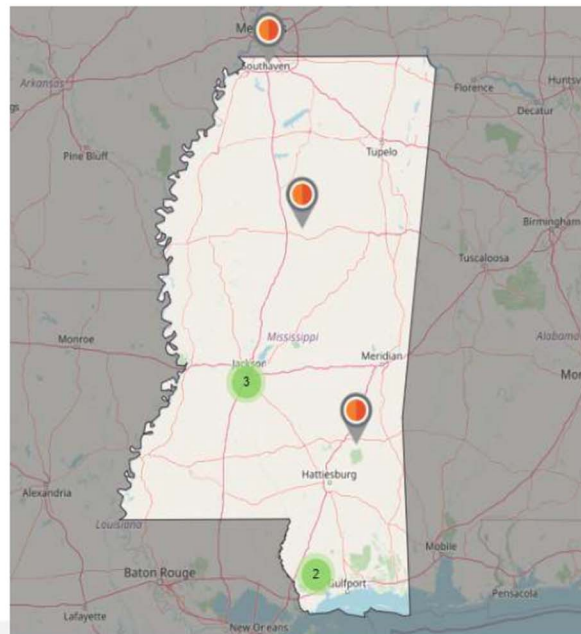 Southaven
Arkansas
Florence
Huntsv
gs
Decatur
Pine Bluff
Tupelo
Birmingham
Tuscaloosa
Mississippi
Monroe
Jackson
Meridian
Alabama
3
Mon
Hattiesburg
Alexandria
Louisiana
Mobile
Baton Rouge
2
Gulfport
Pensacola
Lafayette
New Orleans